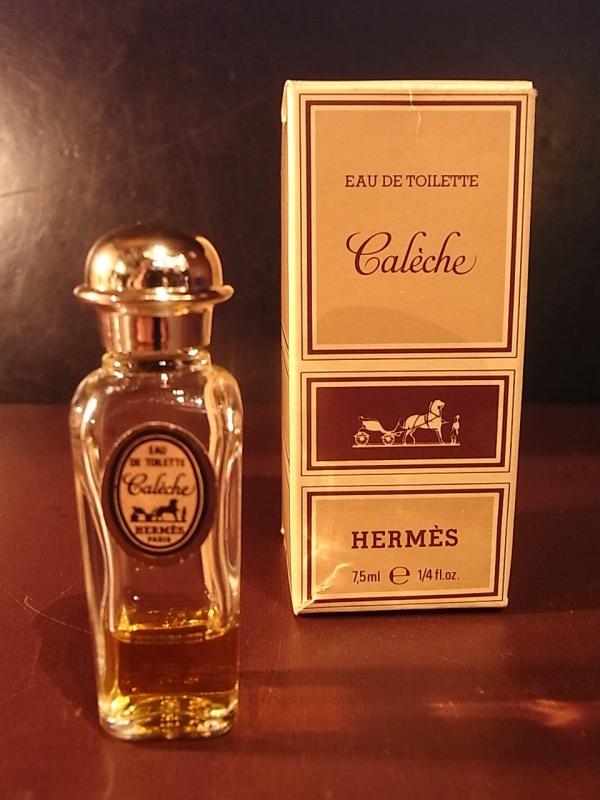 EAU DE TOILETTE
Calèche
HERMÈS
7,5ml e 1/4 fl.oz.
EAU
DE TOILETTE
Calèche
HERMÈS
PARIS